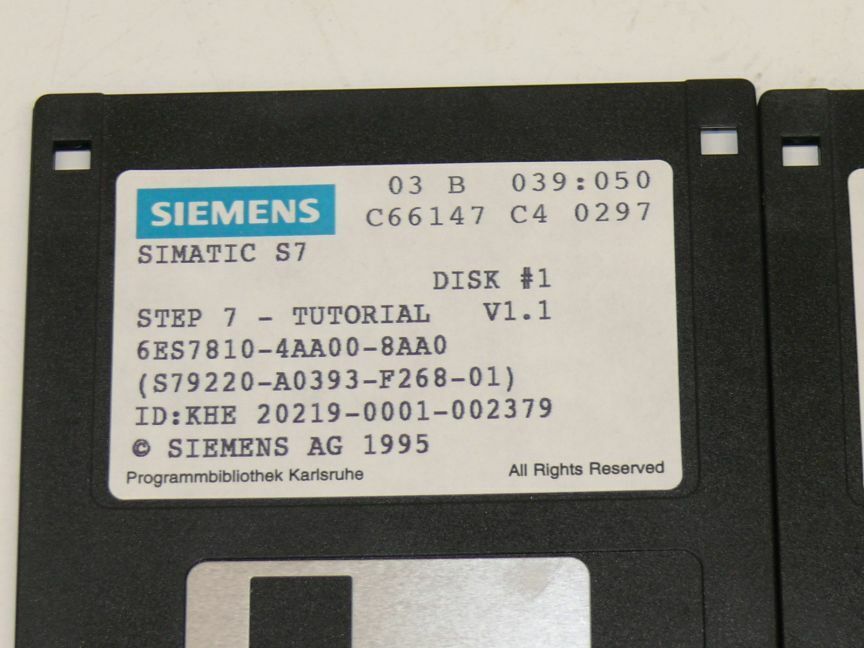 03 B 039:050
SIEMENS C66147 C4 0297
SIMATIC S7
DISK #1
STEP 7 - TUTORIAL V1.1
6ES7810-4AA00-8AA0
(S79220-A0393-F268-01)
ID:KHE 20219-0001-002379
© SIEMENS AG 1995
Programmbibliothek Karlsruhe All Rights Reserved